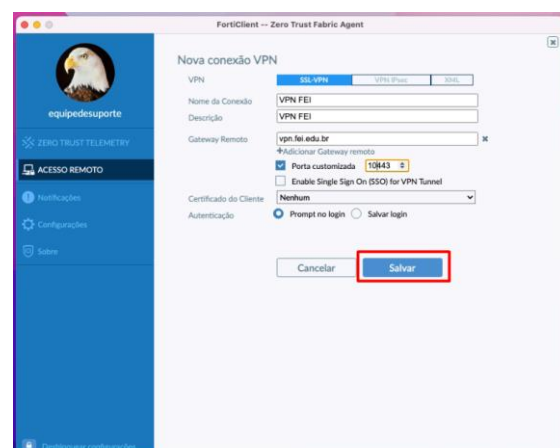 FortiClient -- Zero Trust Fabric Agent
equipedesuporte
ZERO TRUST TELEMETRY
ACESSO REMOTO
Notificações
Configurações
Sobre
Desbloquear configurações
Nova conexão VPN
VPN SSL-VPN VPN IPsec XML
Nome da Conexão VPN FEI
Descrição VPN FEI
Gateway Remoto vpn.fei.edu.br
+Adicionar Gateway remoto
Porta customizada 10443
Enable Single Sign On (SSO) for VPN Tunnel
Certificado do Cliente Nenhum
Autenticação Prompt no login Salvar login
Cancelar Salvar